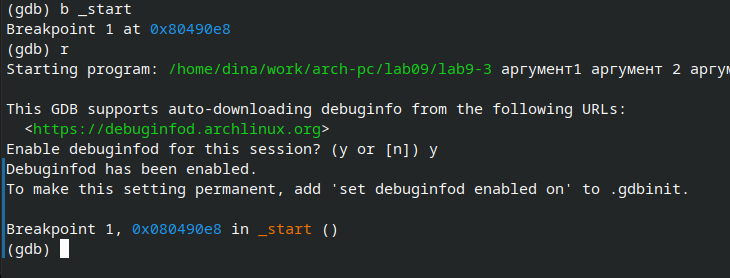 (gdb) b _start
Breakpoint 1 at 0x80490e8
(gdb) r
Starting program: /home/dina/work/arch-pc/lab09/lab9-3 аргумент1 аргумент 2 аргум
This GDB supports auto-downloading debuginfo from the following URLs:
<https://debuginfod.archlinux.org>
Enable debuginfod for this session? (y or [n]) y
Debuginfod has been enabled.
To make this setting permanent, add 'set debuginfod enabled on' to .gdbinit.
Breakpoint 1, 0x080490e8 in _start ()
(gdb)